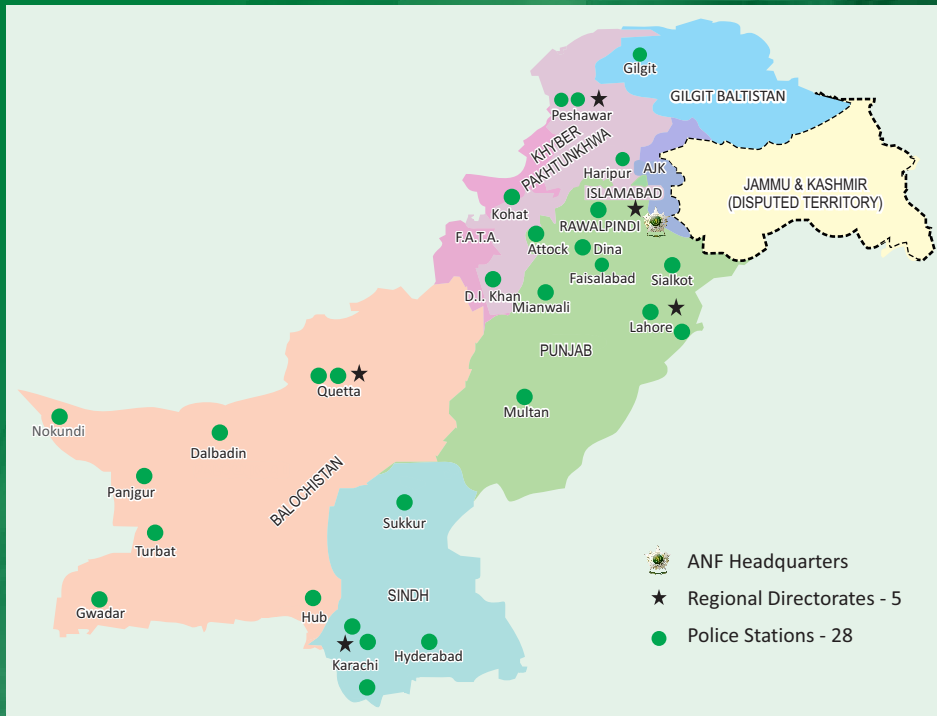 Gilgit
GILGIT BALTISTAN
Peshawar
KHYBER
PAKHTUNKHWA
Haripur
AJK
ISLAMABAD
JAMMU & KASHMIR
(DISPUTED TERRITORY)
Kohat
RAWALPINDI
F.A.T.A.
Attock
Dina
Faisalabad
Sialkot
D.I. Khan
Mianwali
Lahore
PUNJAB
Quetta
Multan
Nokundi
Dalbadin
BALOCHISTAN
Panjgur
Sukkur
Turbat
SINDH
Gwadar
Hub
Karachi
Hyderabad
ANF Headquarters
Regional Directorates - 5
Police Stations - 28